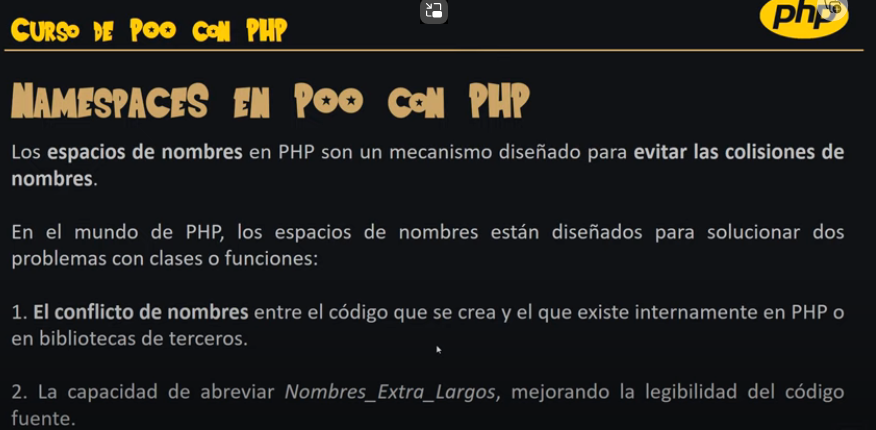 Curso de Poo con PHP
php
Namespaces en Poo con PHP
Los espacios de nombres en PHP son un mecanismo diseñado para evitar las colisiones de
nombres.
En el mundo de PHP, los espacios de nombres están diseñados para solucionar dos
problemas con clases o funciones:
1. El conflicto de nombres entre el código que se crea y el que existe internamente en PHP o
en bibliotecas de terceros.
2. La capacidad de abreviar Nombres_Extra_Largos, mejorando la legibilidad del código
fuente.